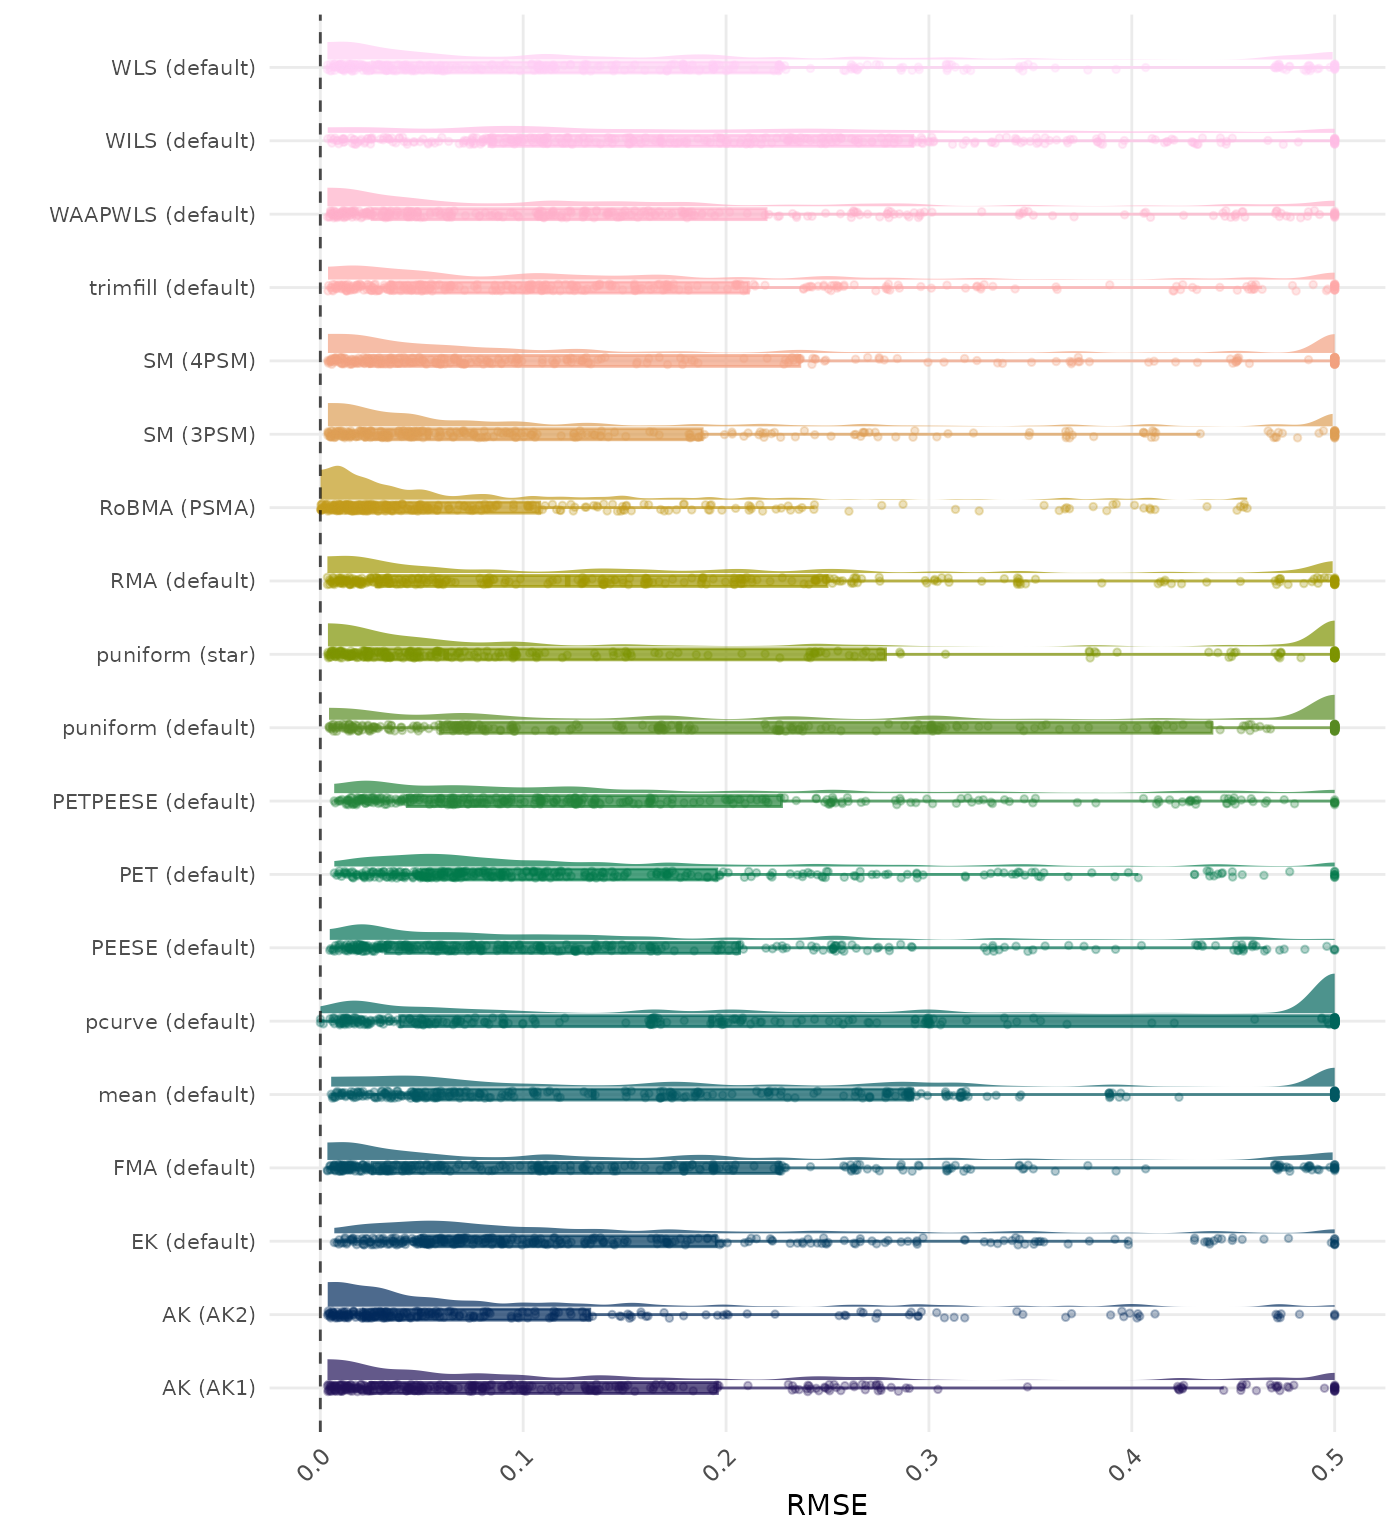 WLS (default)
WILS (default)
WAAPWLS (default)
trimfill (default)
SM (4PSM)
SM (3PSM)
RoBMA (PSMA)
RMA (default)
puniform (star)
puniform (default)
PETPEESE (default)
PET (default)
PEESE (default)
pcurve (default)
mean (default)
FMA (default)
EK (default)
AK (AK2)
AK (AK1)
0.0 0.1 0.2 0.3 0.4 0.5
RMSE